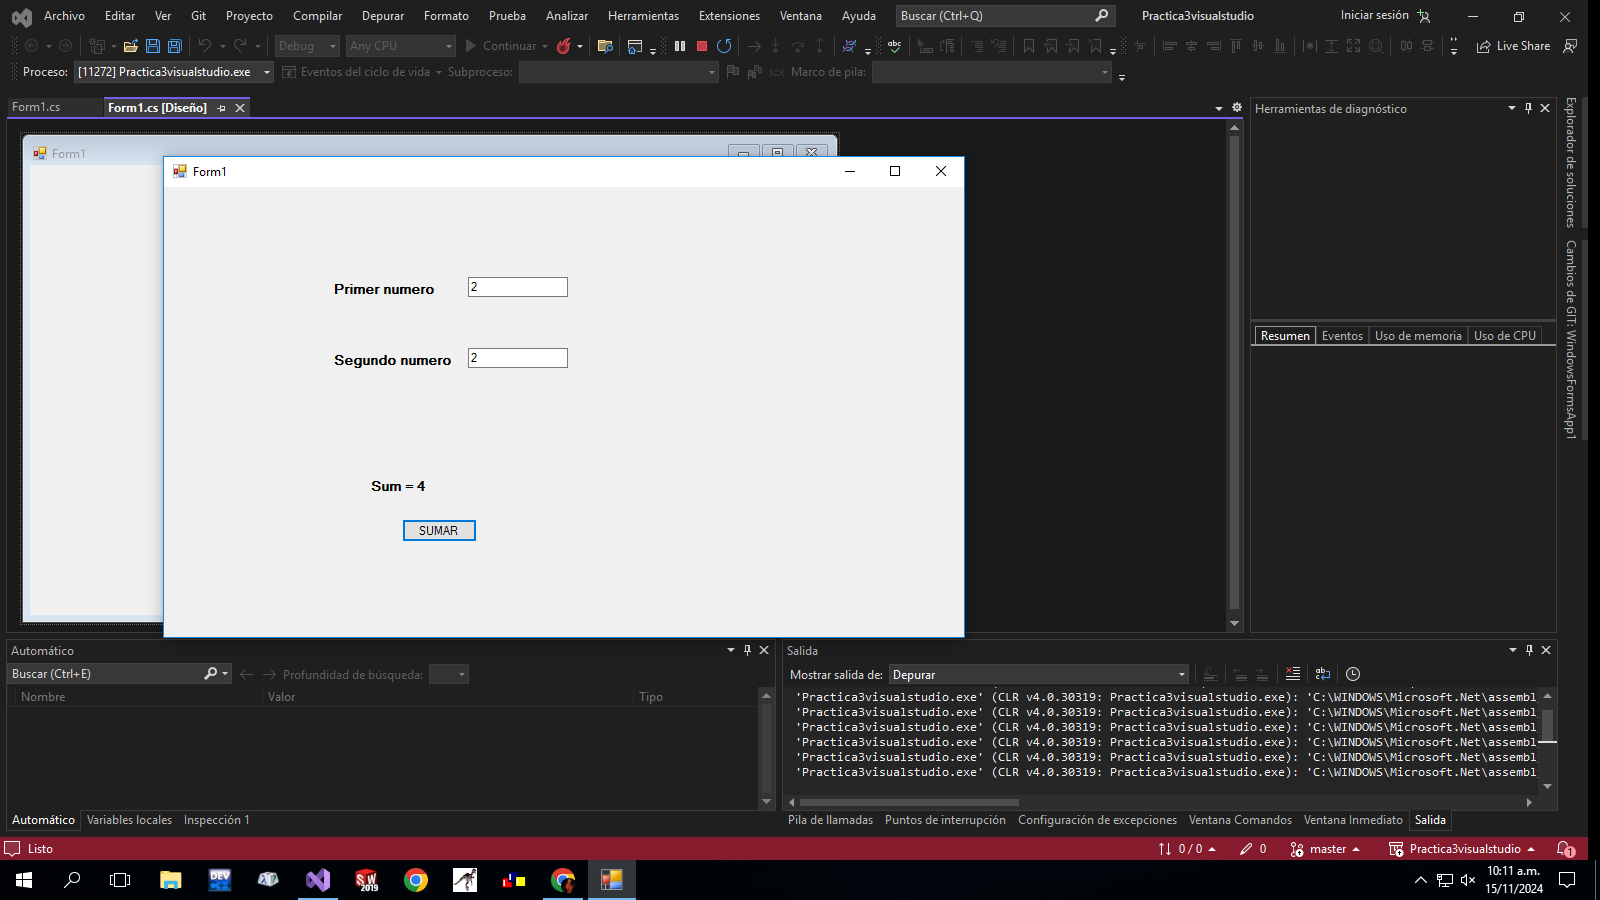 Archivo Editar Ver Git Proyecto Compilar Depurar Formato Prueba Analizar Herramientas Extensiones Ventana Ayuda Buscar (Ctrl+Q) Practica3visualstudio Iniciar sesión
Debug Any CPU Continuar abc Live Share
Proceso: [11272] Practica3visualstudio.exe Eventos del ciclo de vida Subproceso: Marco de pila:
Form1.cs Form1.cs [Diseño]
Herramientas de diagnóstico
Explorador de soluciones
Cambios de GIT: WindowsFormsApp1
Form1
Form1
Primer numero 2
Segundo numero 2
Sum = 4
SUMAR
Resumen Eventos Uso de memoria Uso de CPU
Automático
Buscar (Ctrl+E) Profundidad de búsqueda:
Nombre Valor Tipo
Automático Variables locales Inspección 1
Salida
Mostrar salida de: Depurar
'Practica3visualstudio.exe' (CLR v4.0.30319: Practica3visualstudio.exe): 'C:\WINDOWS\Microsoft.Net\assembl
'Practica3visualstudio.exe' (CLR v4.0.30319: Practica3visualstudio.exe): 'C:\WINDOWS\Microsoft.Net\assembl
'Practica3visualstudio.exe' (CLR v4.0.30319: Practica3visualstudio.exe): 'C:\WINDOWS\Microsoft.Net\assembl
'Practica3visualstudio.exe' (CLR v4.0.30319: Practica3visualstudio.exe): 'C:\WINDOWS\Microsoft.Net\assembl
'Practica3visualstudio.exe' (CLR v4.0.30319: Practica3visualstudio.exe): 'C:\WINDOWS\Microsoft.Net\assembl
'Practica3visualstudio.exe' (CLR v4.0.30319: Practica3visualstudio.exe): 'C:\WINDOWS\Microsoft.Net\assembl
Pila de llamadas Puntos de interrupción Configuración de excepciones Ventana Comandos Ventana Inmediato Salida
Listo 0 / 0 0 master Practica3visualstudio 1
DEV SW 2019
10:11 a.m.
15/11/2024